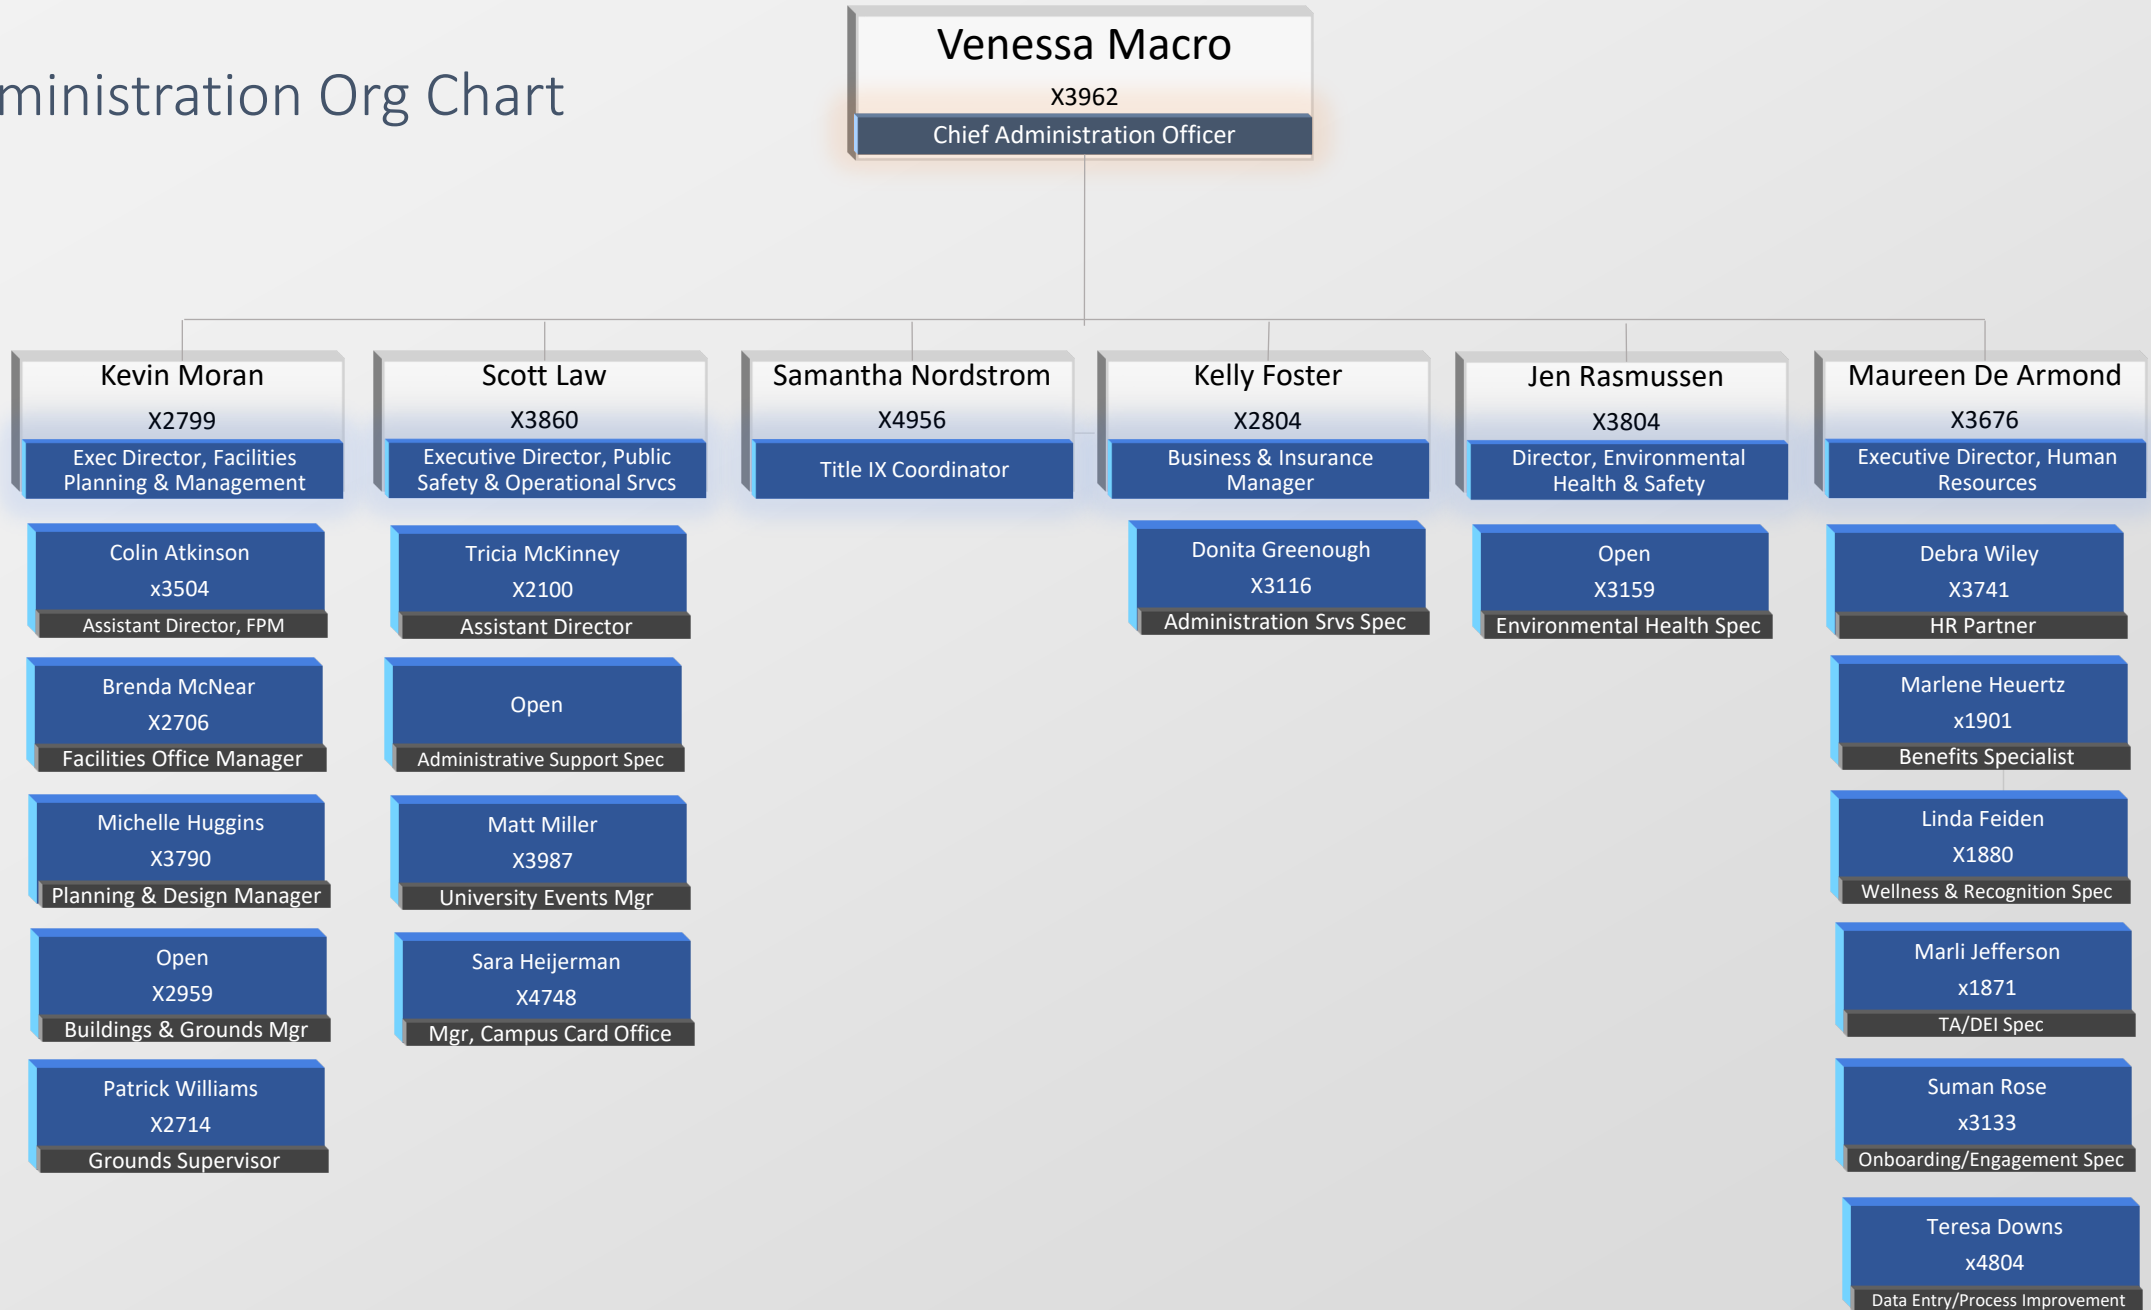 ministration Org Chart
Venessa Macro
X3962
Chief Administration Officer
Kevin Moran
X2799
Exec Director, Facilities
Planning & Management
Colin Atkinson
x3504
Assistant Director, FPM
Brenda McNear
X2706
Facilities Office Manager
Michelle Huggins
X3790
Planning & Design Manager
Open
X2959
Buildings & Grounds Mgr
Patrick Williams
X2714
Grounds Supervisor
Scott Law
X3860
Executive Director, Public
Safety & Operational Srvcs
Tricia McKinney
X2100
Assistant Director
Open
Administrative Support Spec
Matt Miller
X3987
University Events Mgr
Sara Heijerman
X4748
Mgr, Campus Card Office
Samantha Nordstrom
X4956
Title IX Coordinator
Kelly Foster
X2804
Business & Insurance
Manager
Donita Greenough
X3116
Administration Srvs Spec
Jen Rasmussen
X3804
Director, Environmental
Health & Safety
Open
X3159
Environmental Health Spec
Maureen De Armond
X3676
Executive Director, Human
Resources
Debra Wiley
X3741
HR Partner
Marlene Heuertz
x1901
Benefits Specialist
Linda Feiden
X1880
Wellness & Recognition Spec
Marli Jefferson
x1871
TA/DEI Spec
Suman Rose
x3133
Onboarding/Engagement Spec
Teresa Downs
x4804
Data Entry/Process Improvement